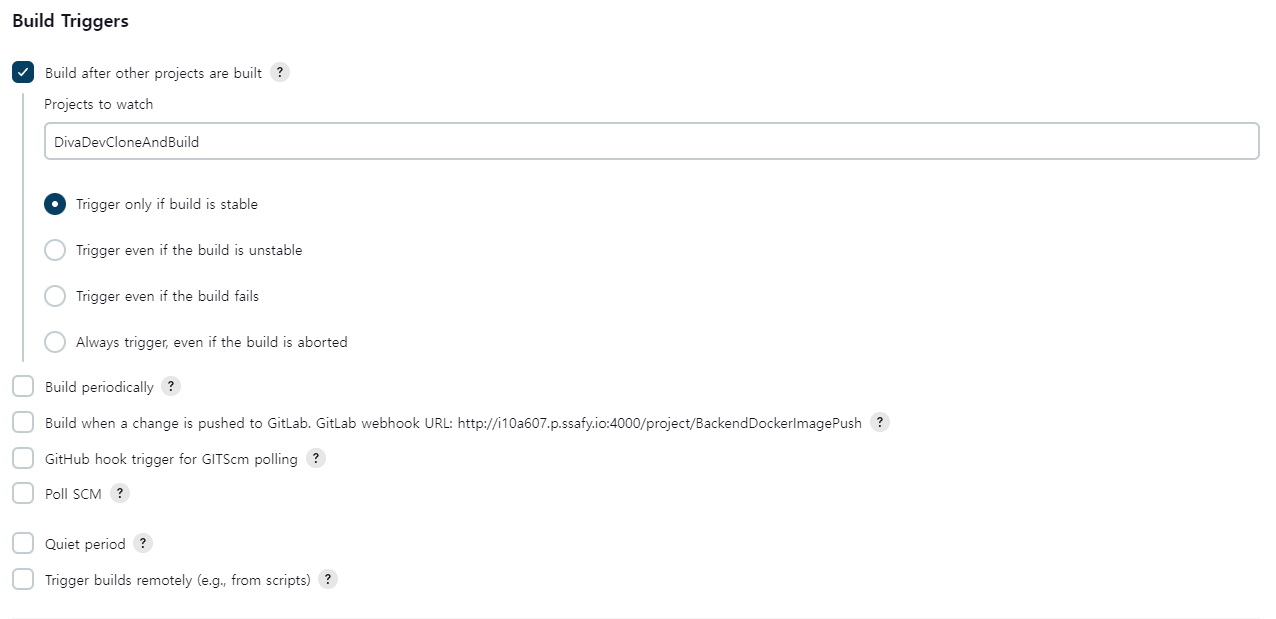 Build Triggers
Build after other projects are built ?
Projects to watch
DivaDevCloneAndBuild
Trigger only if build is stable
Trigger even if the build is unstable
Trigger even if the build fails
Always trigger, even if the build is aborted
Build periodically ?
Build when a change is pushed to GitLab. GitLab webhook URL: http://i10a607.p.ssafy.io:4000/project/BackendDockerImagePush ?
GitHub hook trigger for GITScm polling ?
Poll SCM ?
Quiet period ?
Trigger builds remotely (e.g., from scripts) ?